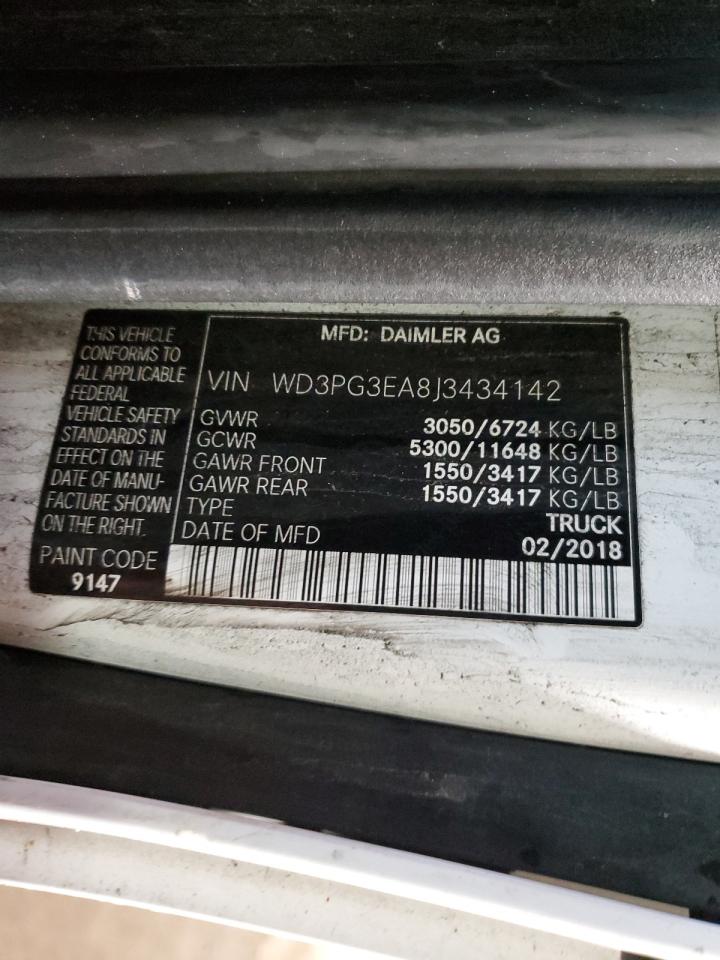 THIS VEHICLE
CONFORMS TO
ALL APPLICABLE
FEDERAL
VEHICLE SAFETY
STANDARDS IN
EFFECT ON THE
DATE OF MANU-
FACTURE SHOWN
ON THE RIGHT.
PAINT CODE
9147
MFD: DAIMLER AG
VIN WD3PG3EA8J3434142
GVWR 3050/6724 KG/LB
GCWR 5300/11648 KG/LB
GAWR FRONT 1550/3417 KG/LB
GAWR REAR 1550/3417 KG/LB
TYPE TRUCK
DATE OF MFD 02/2018